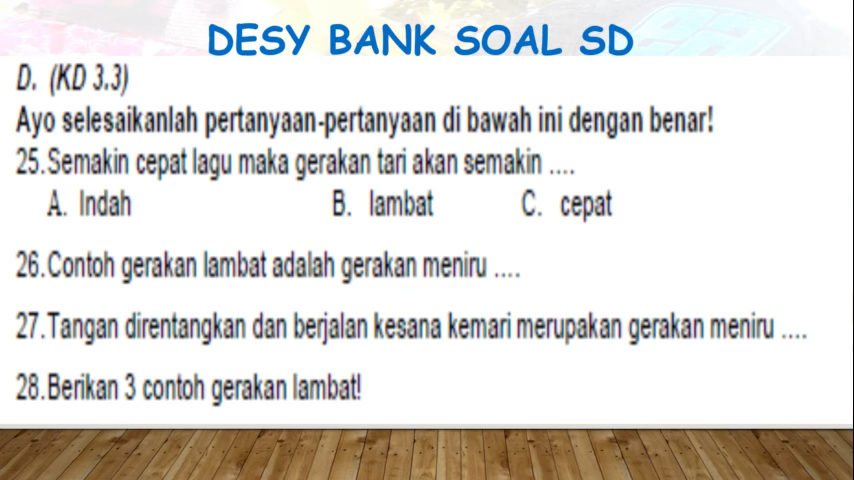 DESY BANK SOAL SD
D. (KD 3.3)
Ayo selesaikanlah pertanyaan-pertanyaan di bawah ini dengan benar!
25.Semakin cepat lagu maka gerakan tari akan semakin ....
A. Indah B. lambat C. cepat
26.Contoh gerakan lambat adalah gerakan meniru ....
27.Tangan direntangkan dan berjalan kesana kemari merupakan gerakan meniru ....
28.Berikan 3 contoh gerakan lambat!